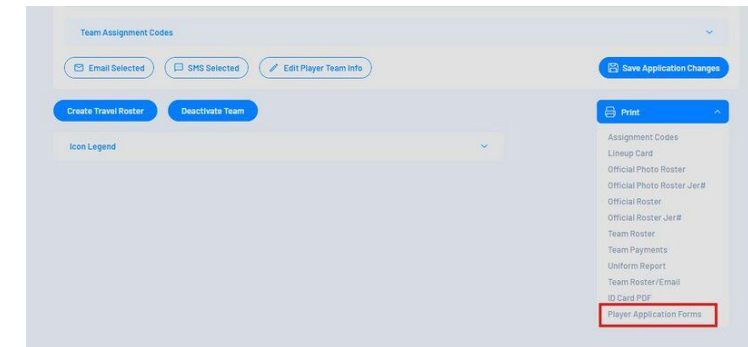 Team Assignment Codes
Email Selected
SMS Selected
Edit Player Team Info
Save Application Changes
Create Travel Roster
Deactivate Team
Print
Icon Legend
Assignment Codes
Lineup Card
Official Photo Roster
Official Photo Roster Jer#
Official Roster
Official Roster Jer#
Team Roster
Team Payments
Uniform Report
Team Roster/Email
ID Card PDF
Player Application Forms